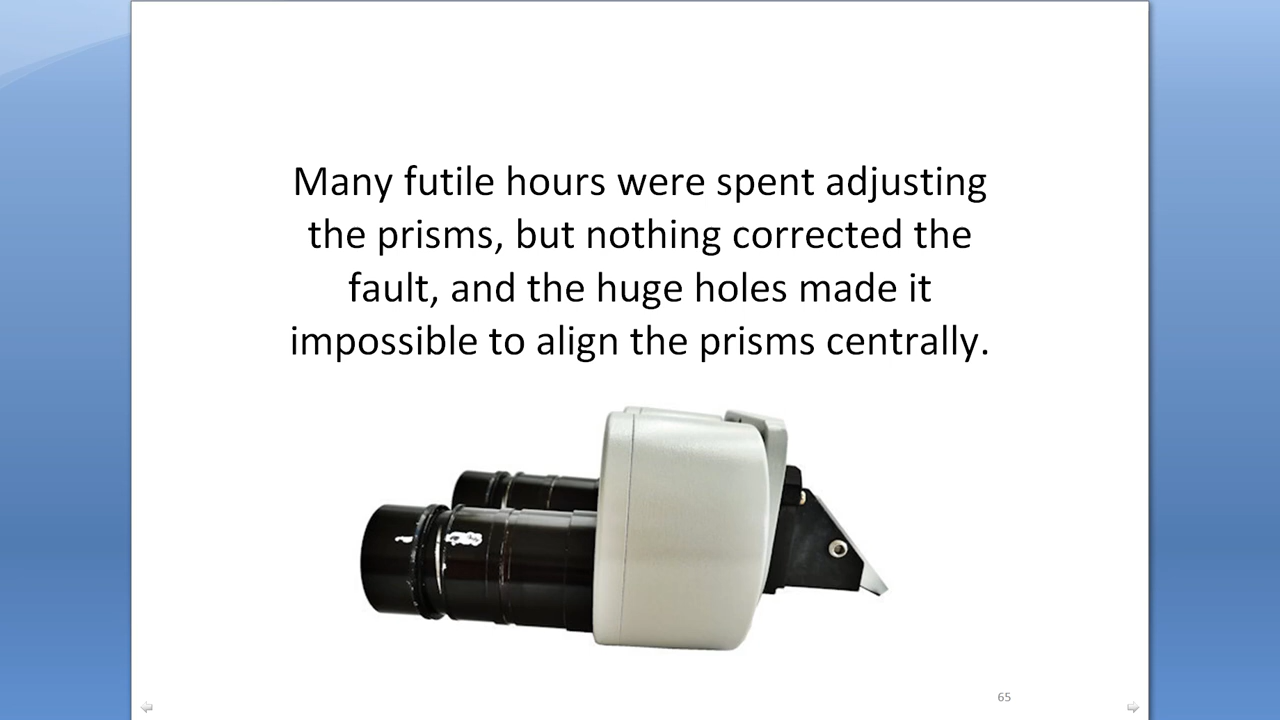 Many futile hours were spent adjusting
the prisms, but nothing corrected the
fault, and the huge holes made it
impossible to align the prisms centrally.
65